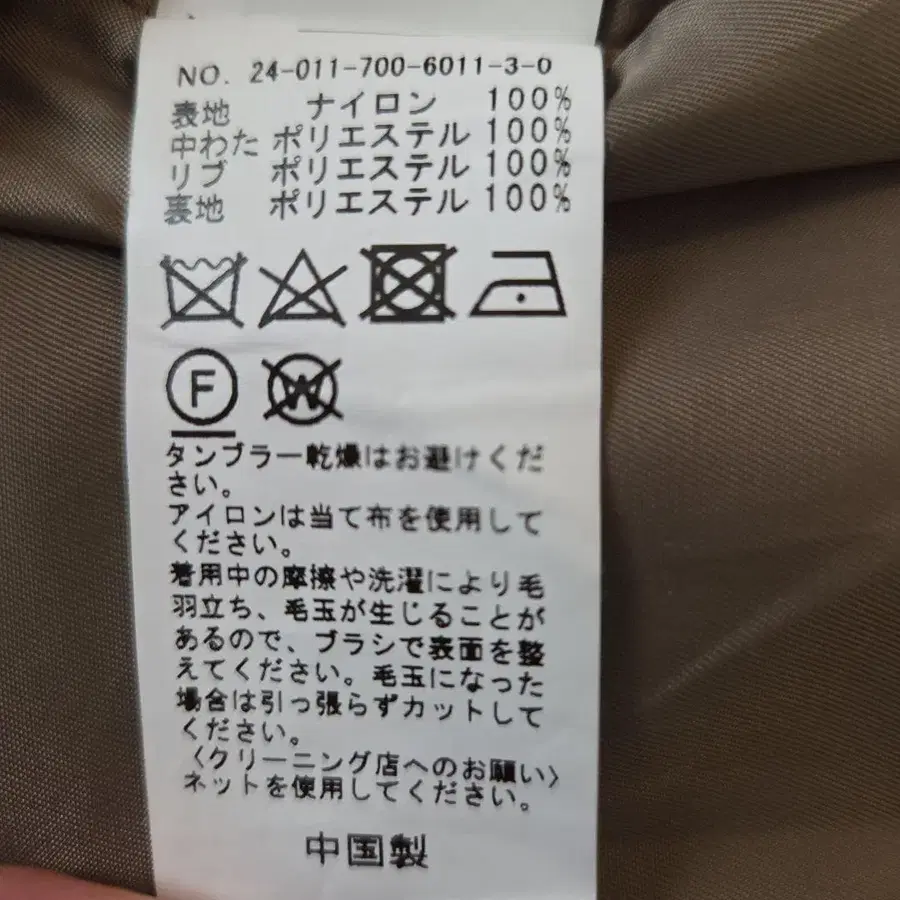 NO. 24-011-700-6011-3-0
表地 ナイロン 100%
中わた ポリエステル 100%
リブ ポリエステル 100%
裏地 ポリエステル 100%
F W
タンブラー乾燥はお避けくだ
さい。
アイロンは当て布を使用して
ください。
着用中の摩擦や洗濯により毛
羽立ち、毛玉が生じることが
あるので、ブラシで表面を整
えてください。毛玉になった
場合は引っ張らずカットして
ください。
〈クリーニング店へのお願い〉
ネットを使用してください。
中国製